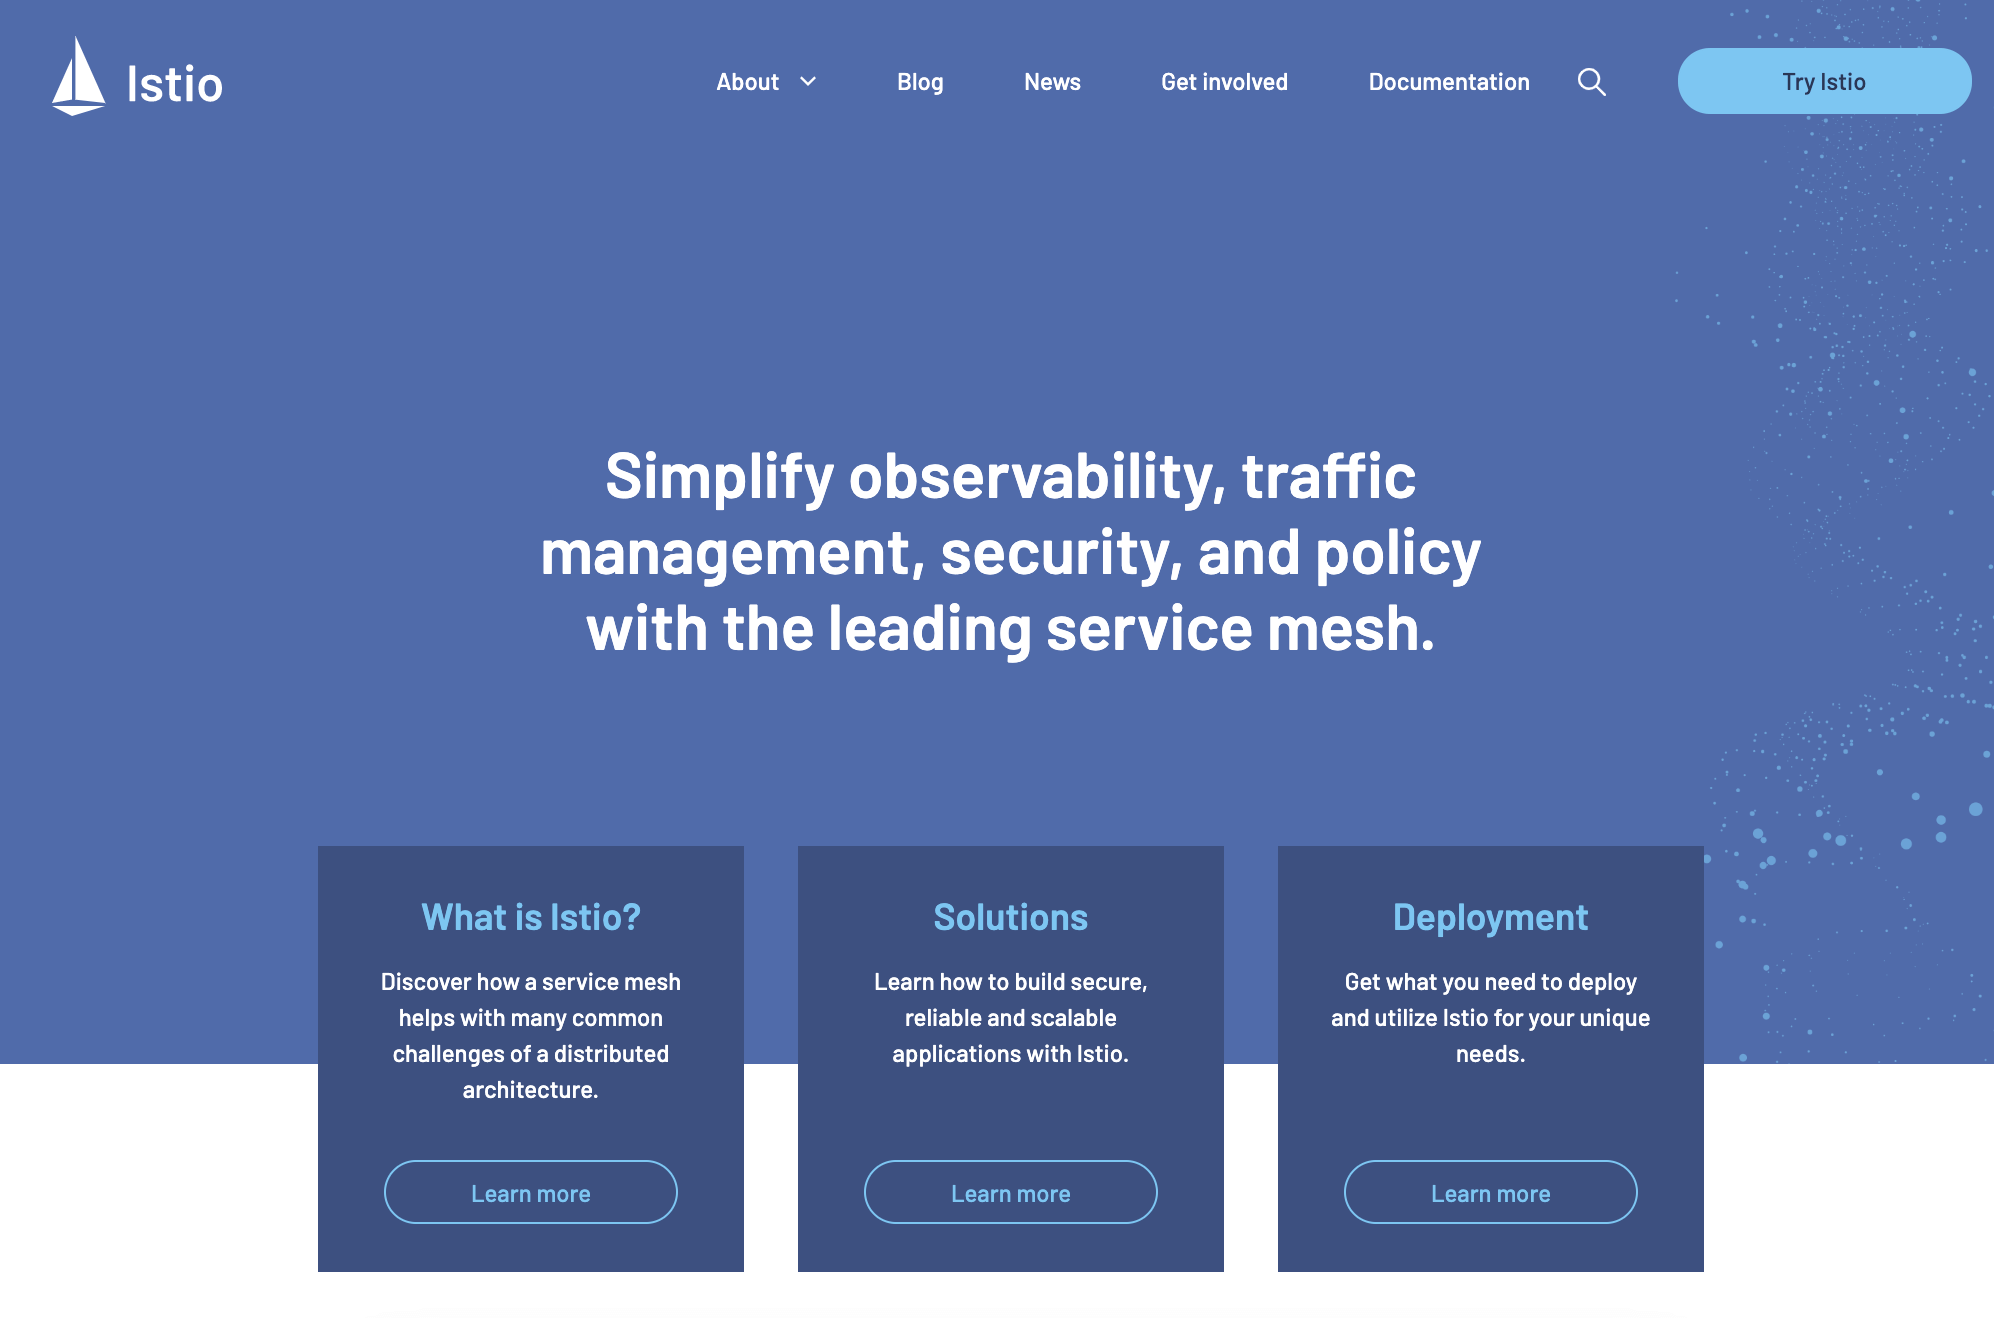 Istio
About
Blog
News
Get involved
Documentation
Try Istio
Simplify observability, traffic
management, security, and policy
with the leading service mesh.
What is Istio?
Discover how a service mesh
helps with many common
challenges of a distributed
architecture.
Learn more
Solutions
Learn how to build secure,
reliable and scalable
applications with Istio.
Learn more
Deployment
Get what you need to deploy
and utilize Istio for your unique
needs.
Learn more